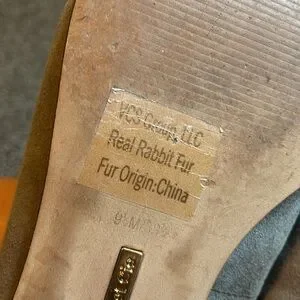 VCS Group, LLC
Real Rabbit Fur
Fur Origin:China